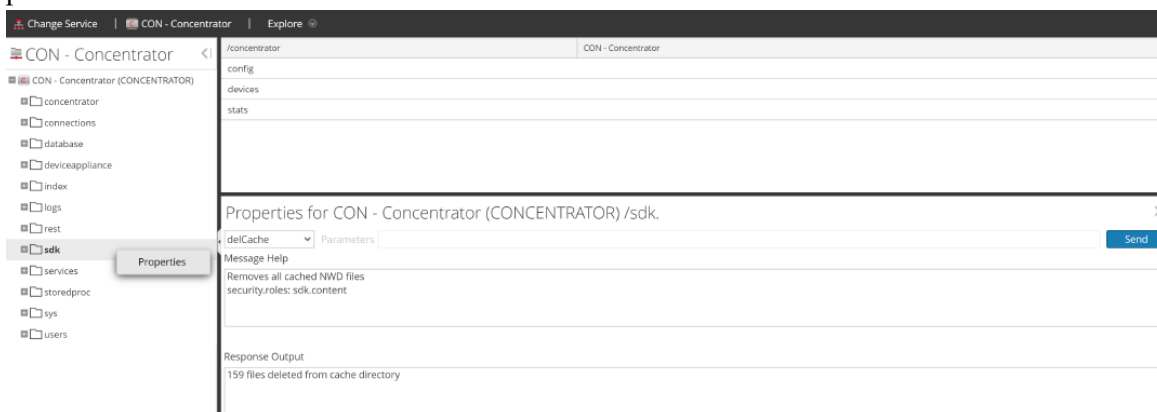 Change Service | CON - Concentrator | Explore
CON - Concentrator
CON - Concentrator (CONCENTRATOR)
concentrator
connections
database
deviceappliance
index
logs
rest
sdk
Properties
services
storedproc
sys
users
/concentrator CON - Concentrator
config
devices
stats
Properties for CON - Concentrator (CONCENTRATOR) /sdk.
delCache Parameters Send
Message Help
Removes all cached NWD files
security.roles: sdk.content
Response Output
159 files deleted from cache directory